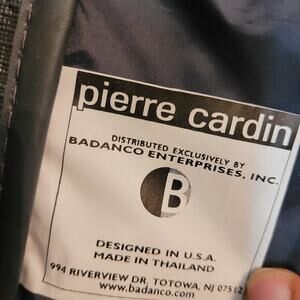 pierre cardin
DISTRIBUTED EXCLUSIVELY BY
BADANCO ENTERPRISES, INC.
B
DESIGNED IN U.S.A.
MADE IN THAILAND
994 RIVERVIEW DR. TOTOWA, NJ 07512
www.badanco.com